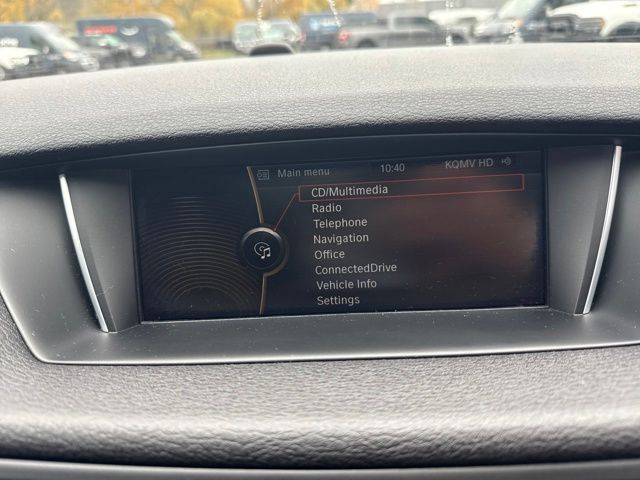 Main menu 10:40 KQMV HD
CD/Multimedia
Radio
Telephone
Navigation
Office
ConnectedDrive
Vehicle Info
Settings